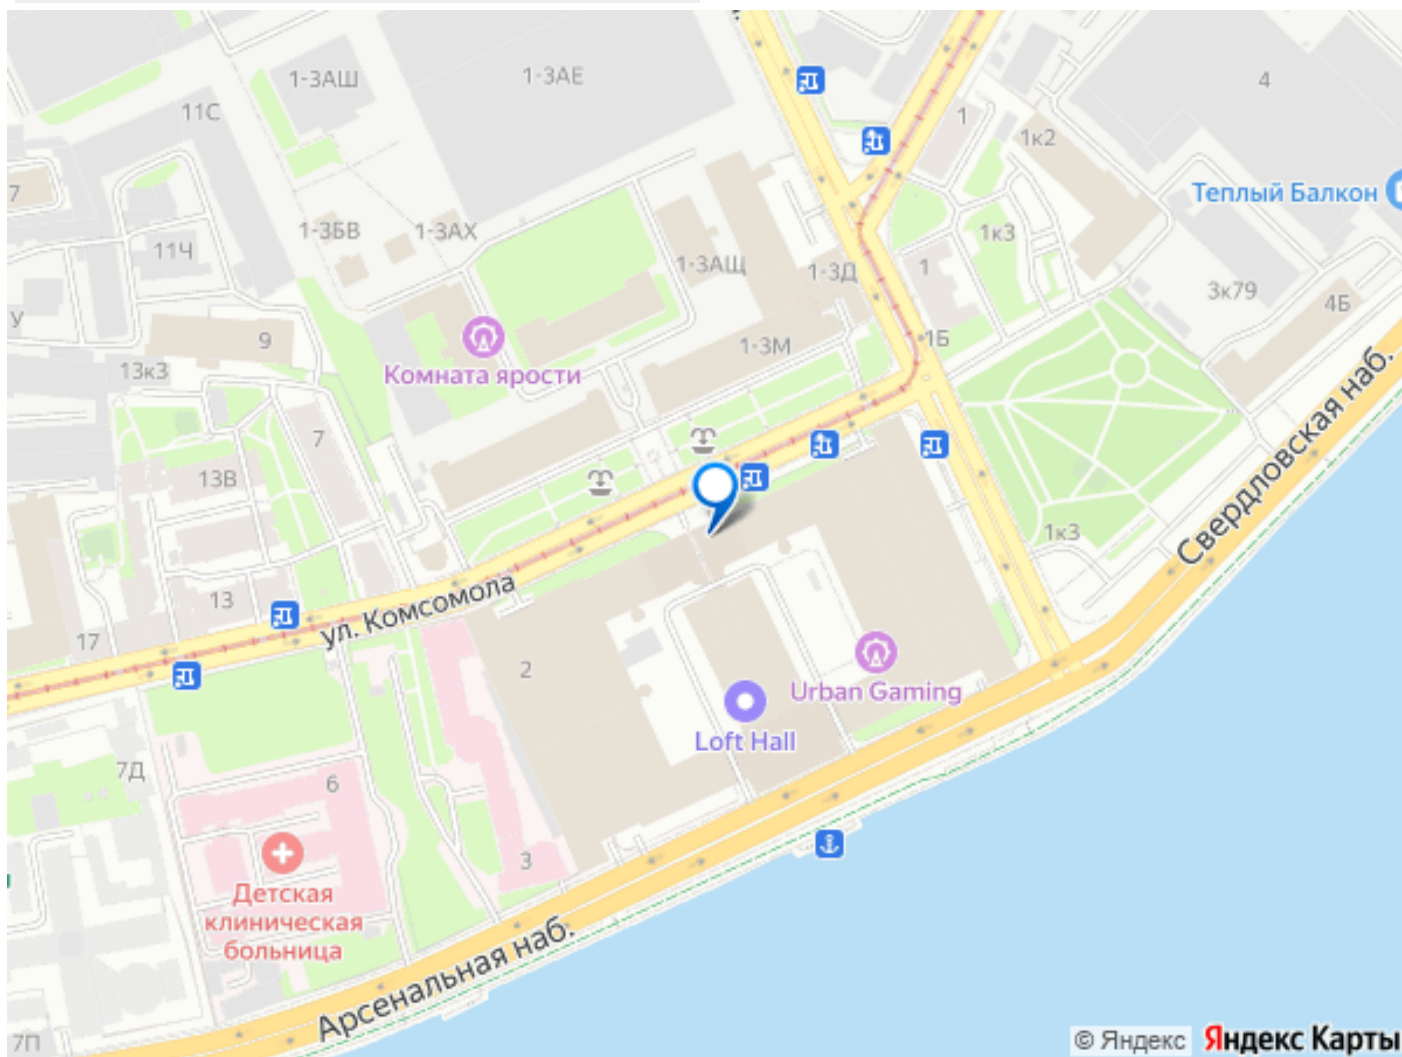 1-3АШ
1-3АЕ
4
11С
1
1к2
7
Теплый Балкон
1-3БВ
1-3АХ
1к3
11Ч
1-3АЩ
1-3Д
1
3к79
4Б
У
9
1-3М
1Б
13к3
Комната ярости
7
13В
1к3
Свердловская наб.
13
ул. Комсомола
17
2
Urban Gaming
Loft Hall
7Д
6
3
Детская
клиническая
больница
Арсенальная наб.
7П
© Яндекс
Яндекс Карты